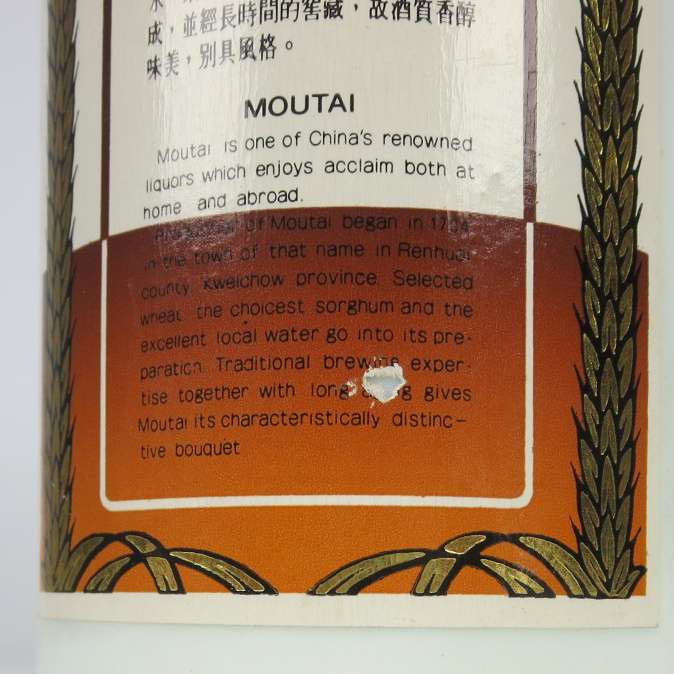 成，並經長時間的窖藏，故酒質香醇
味美，別具風格。
MOUTAI
Moutai is one of China's renowned
liquors which enjoys acclaim both at
home and abroad.
of Moutai began in 1704
in the town of that name in Renhuai
county, Kweichow province. Selected
wheat, the choicest sorghum and the
excellent local water go into its pre-
paration. Traditional brewing exper-
tise together with long gives
Moutai its characteristically distinc-
tive bouquet